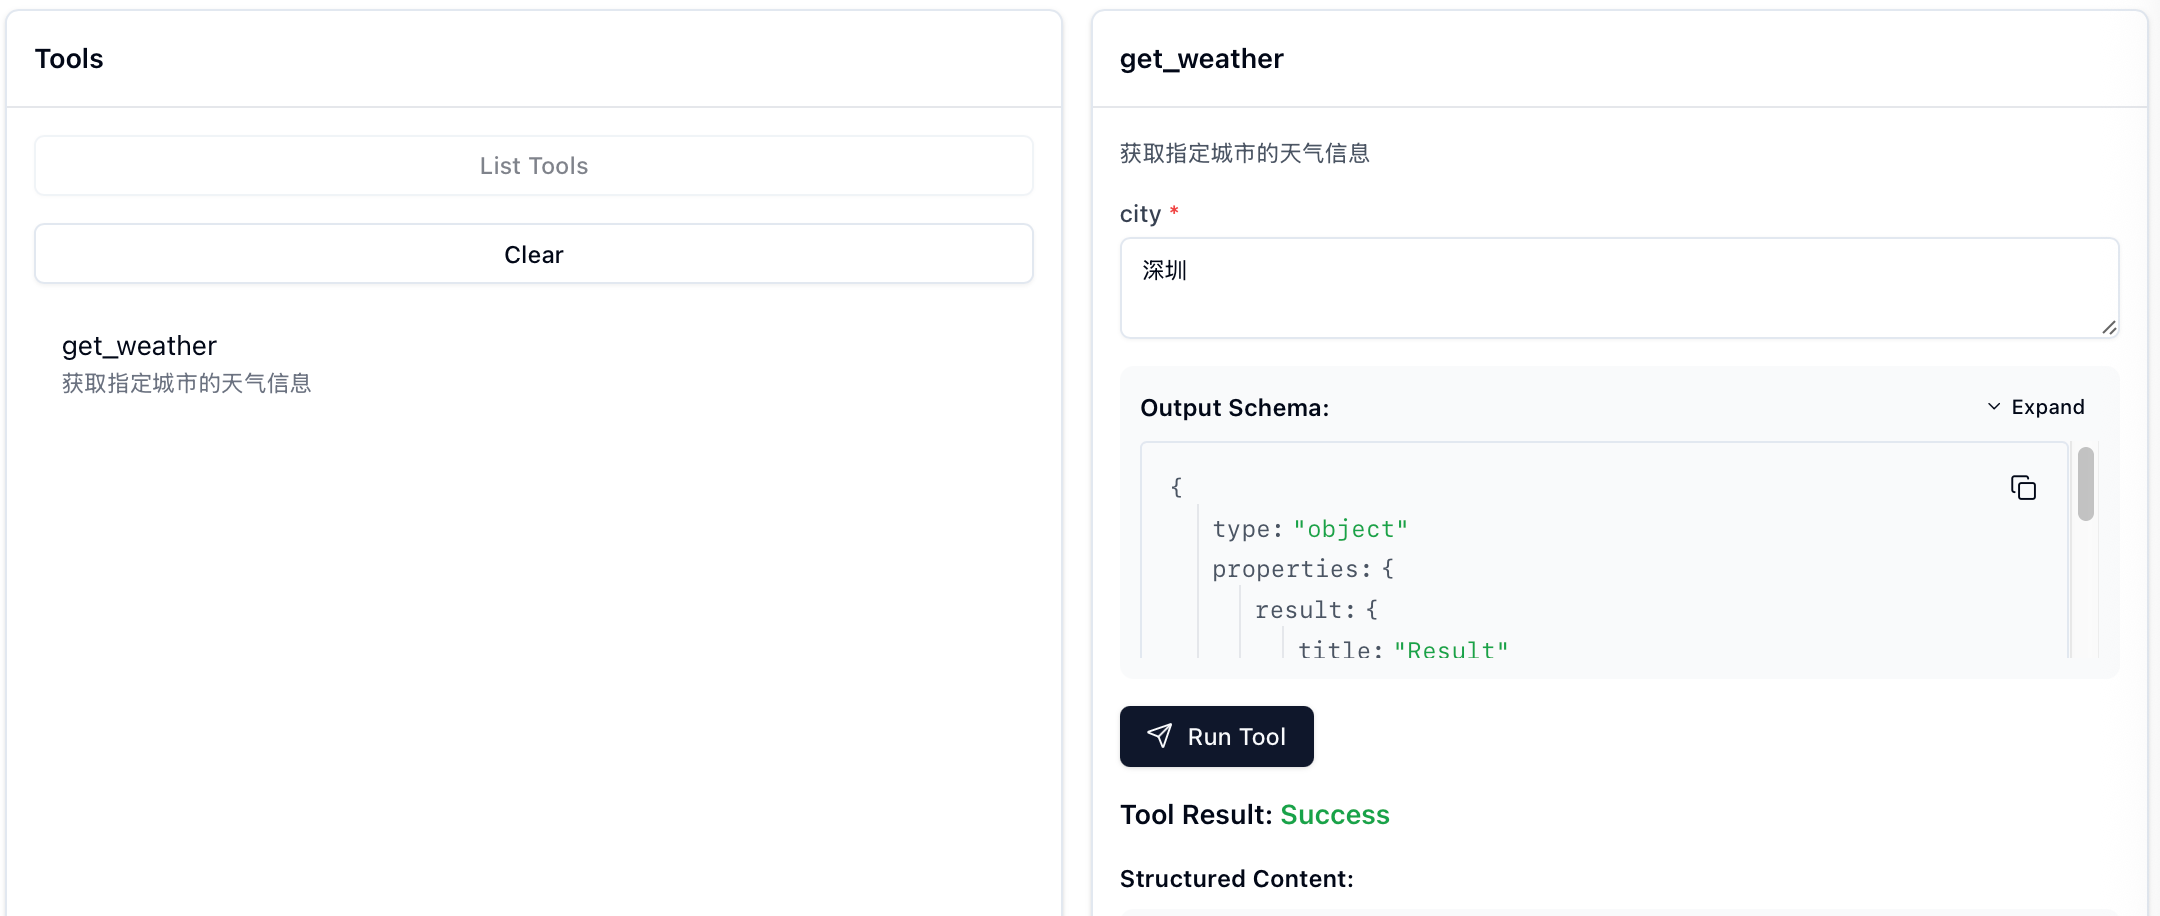 Tools
List Tools
Clear
get_weather
获取指定城市的天气信息
get_weather
获取指定城市的天气信息
city *
深圳
Output Schema:
Expand
{
type: "object"
properties: {
result: {
title: "Result"
Run Tool
Tool Result: Success
Structured Content: